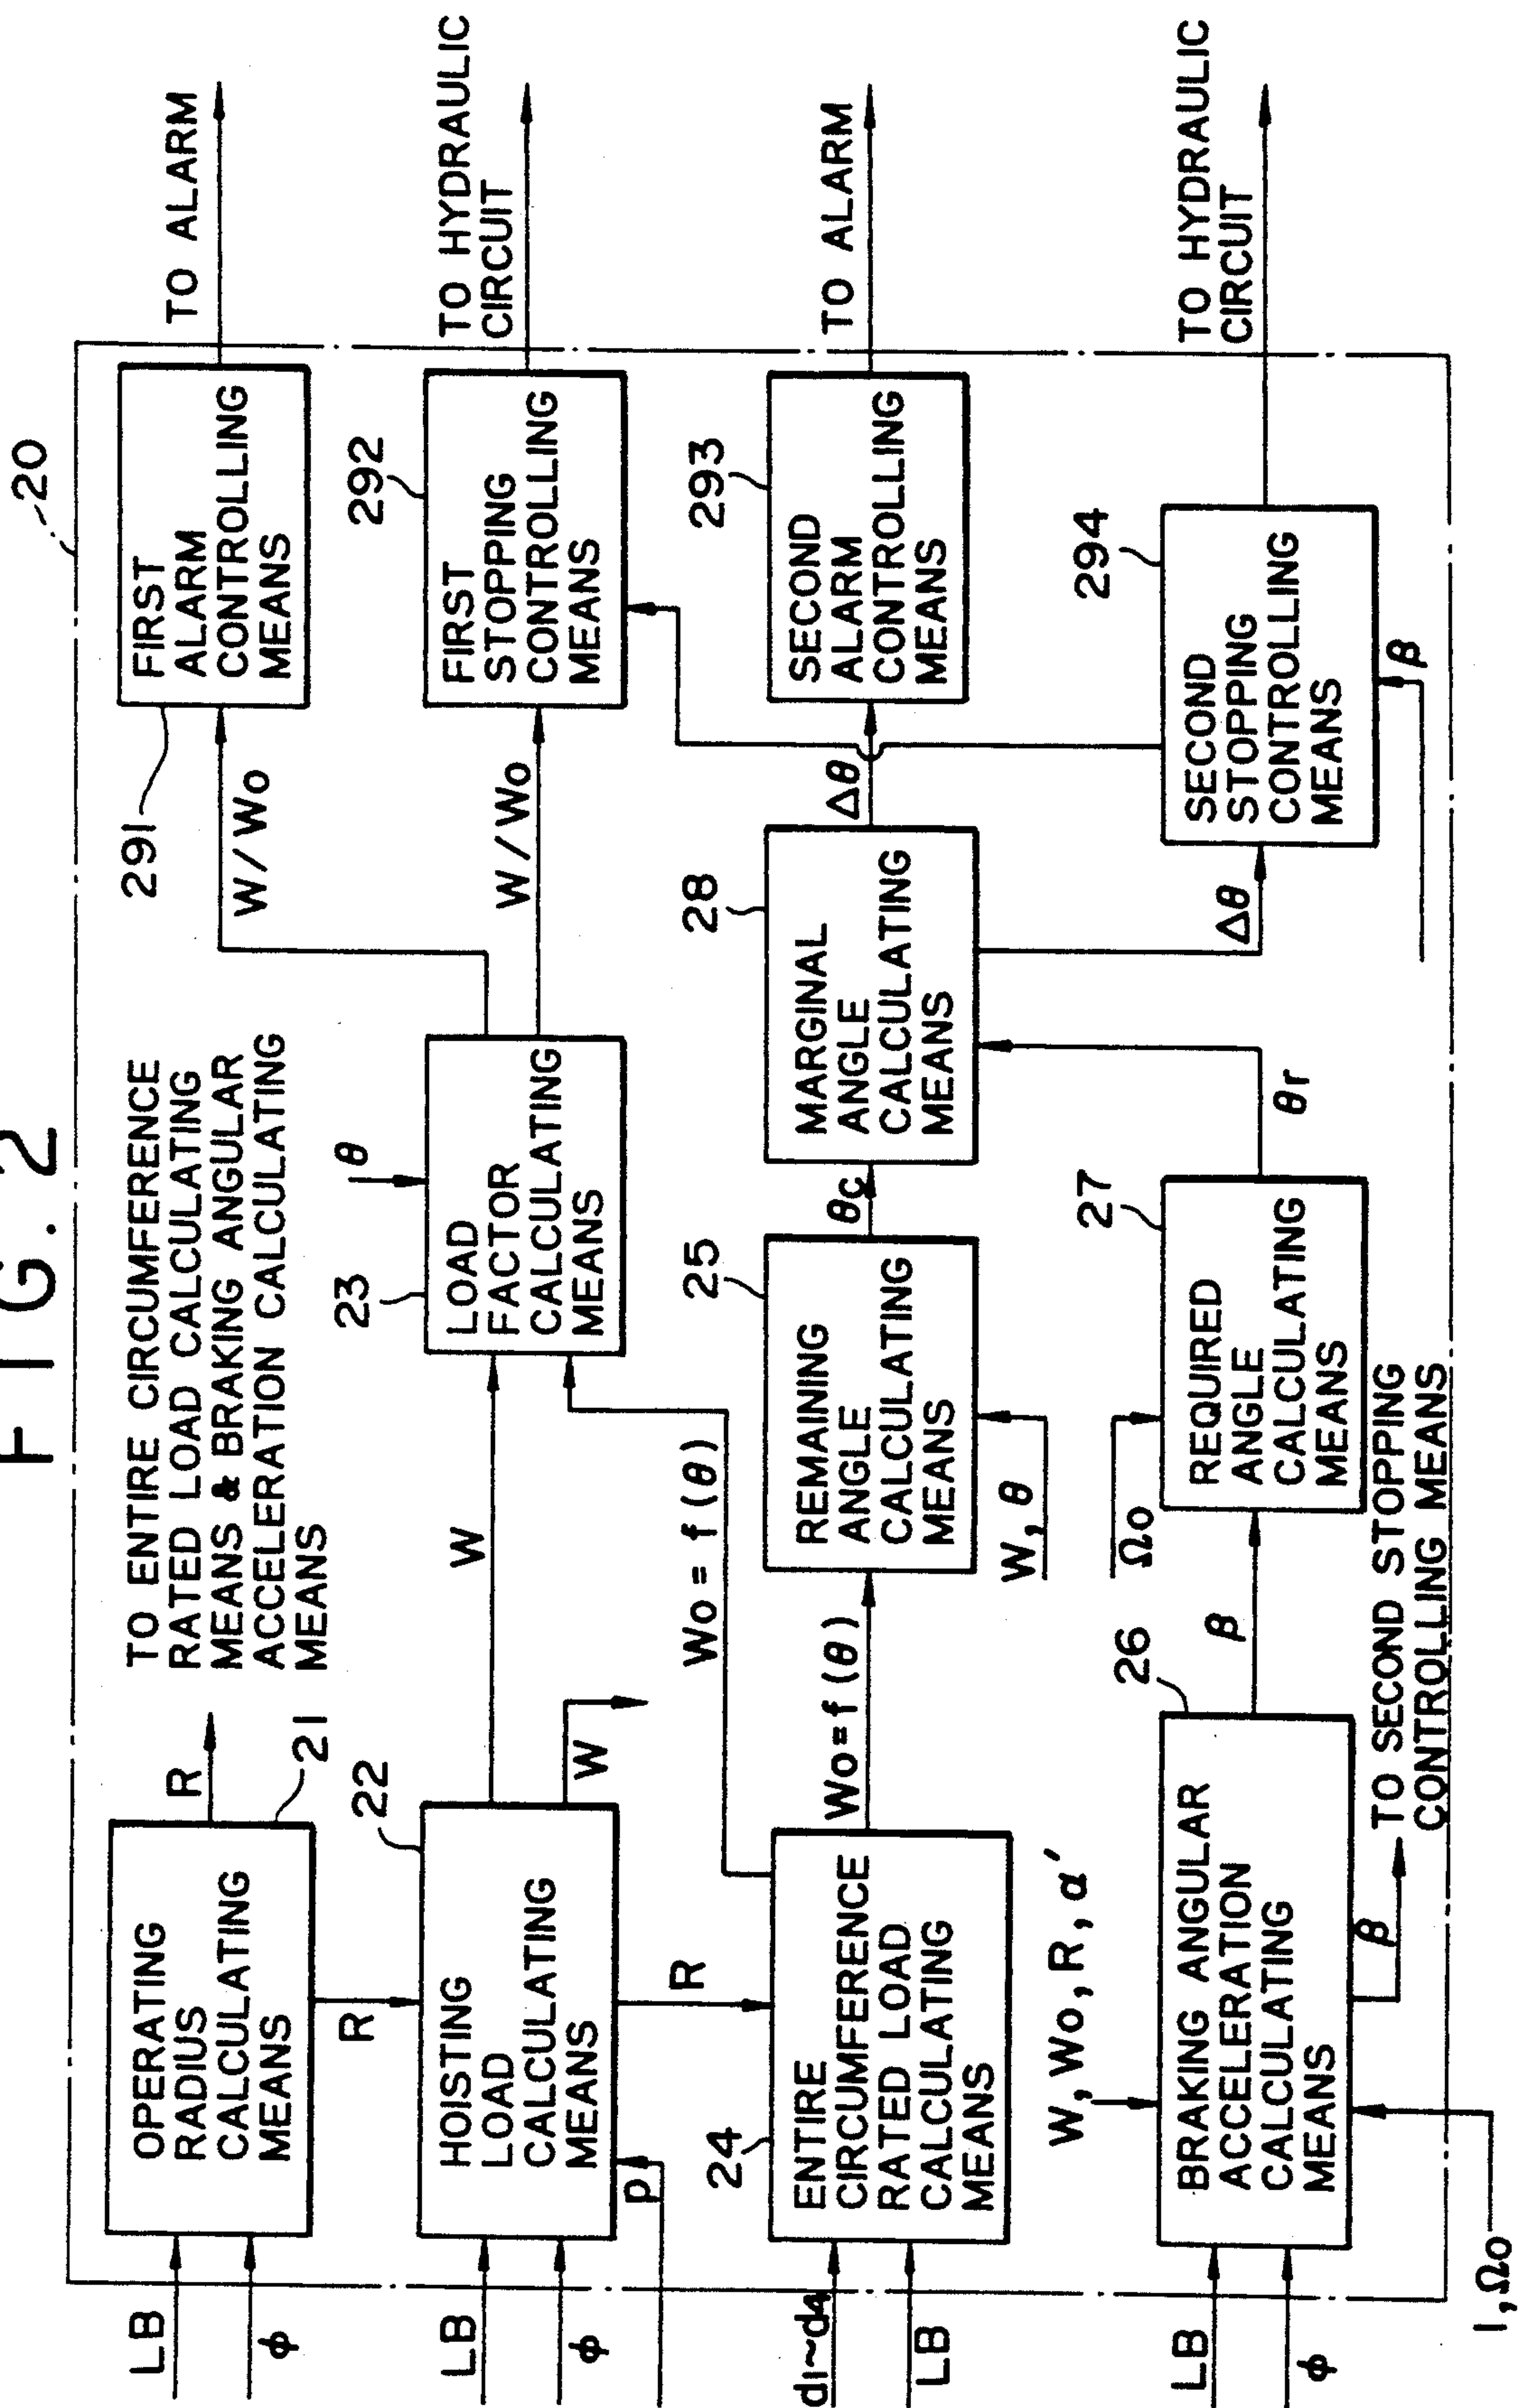 FIG. 2
20
LB
φ
OPERATING
RADIUS
CALCULATING
MEANS
21
R
TO ENTIRE CIRCUMFERENCE
RATED LOAD CALCULATING
MEANS & BRAKING ANGULAR
ACCELERATION CALCULATING
MEANS
291
FIRST
ALARM
CONTROLLING
MEANS
TO ALARM
R
LB
φ
p
22
HOISTING
LOAD
CALCULATING
MEANS
W
W
θ
23
LOAD
FACTOR
CALCULATING
MEANS
W/Wo
W/Wo
292
FIRST
STOPPING
CONTROLLING
MEANS
TO HYDRAULIC
CIRCUIT
R
d1~d4
LB
24
ENTIRE
CIRCUMFERENCE
RATED LOAD
CALCULATING
MEANS
Wo=f(θ)
Wo=f(θ)
25
REMAINING
ANGLE
CALCULATING
MEANS
W, θ
θc
28
MARGINAL
ANGLE
CALCULATING
MEANS
Δθ
Δθ
293
SECOND
ALARM
CONTROLLING
MEANS
TO ALARM
W, Wo, R, α'
LB
φ
26
BRAKING ANGULAR
ACCELERATION
CALCULATING
MEANS
I, Ωo
β
β
TO SECOND STOPPING
CONTROLLING MEANS
Ωo
27
REQUIRED
ANGLE
CALCULATING
MEANS
θr
294
SECOND
STOPPING
CONTROLLING
MEANS
β
TO HYDRAULIC
CIRCUIT